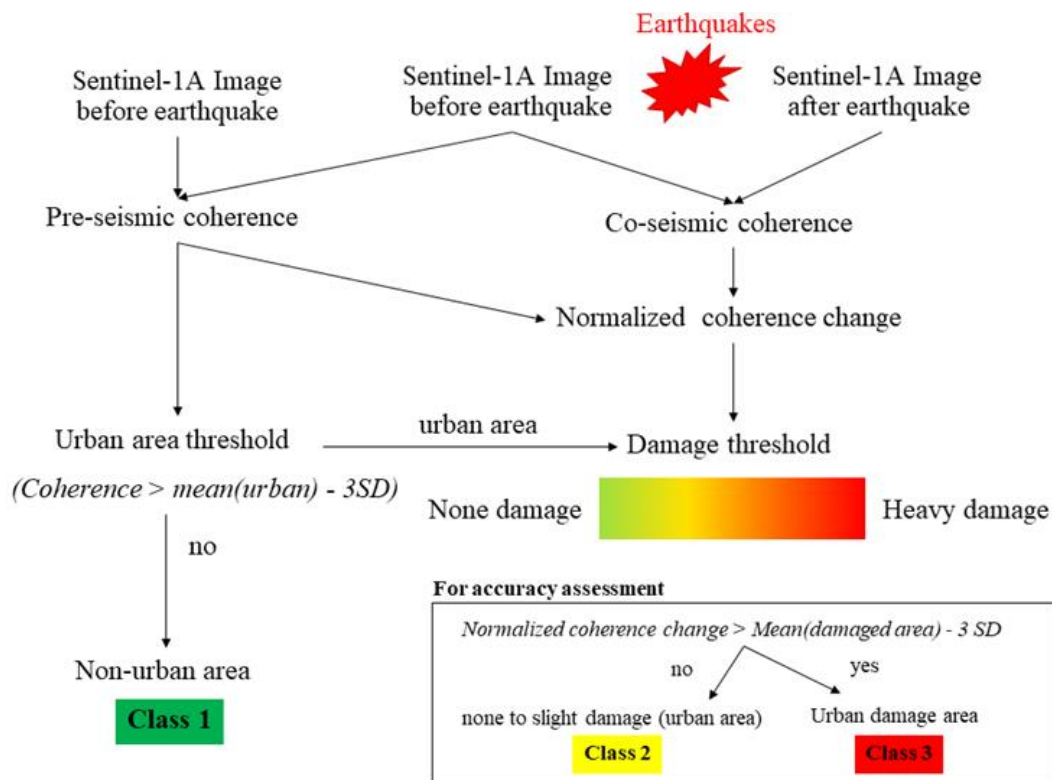 Earthquakes
Sentinel-1A Image
before earthquake
Sentinel-1A Image
before earthquake
Sentinel-1A Image
after earthquake
Pre-seismic coherence
Co-seismic coherence
Normalized coherence change
Urban area threshold
urban area
Damage threshold
(Coherence > mean(urban) - 3SD)
None damage
Heavy damage
no
For accuracy assessment
Normalized coherence change > Mean(damaged area) - 3 SD
no
yes
Non-urban area
Class 1
none to slight damage (urban area)
Urban damage area
Class 2
Class 3